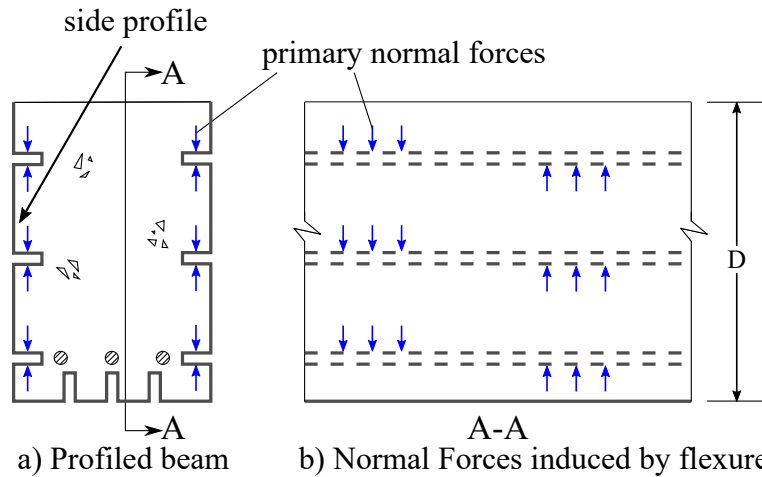 side profile
primary normal forces
A
D
A
A-A
a) Profiled beam
b) Normal Forces induced by flexure